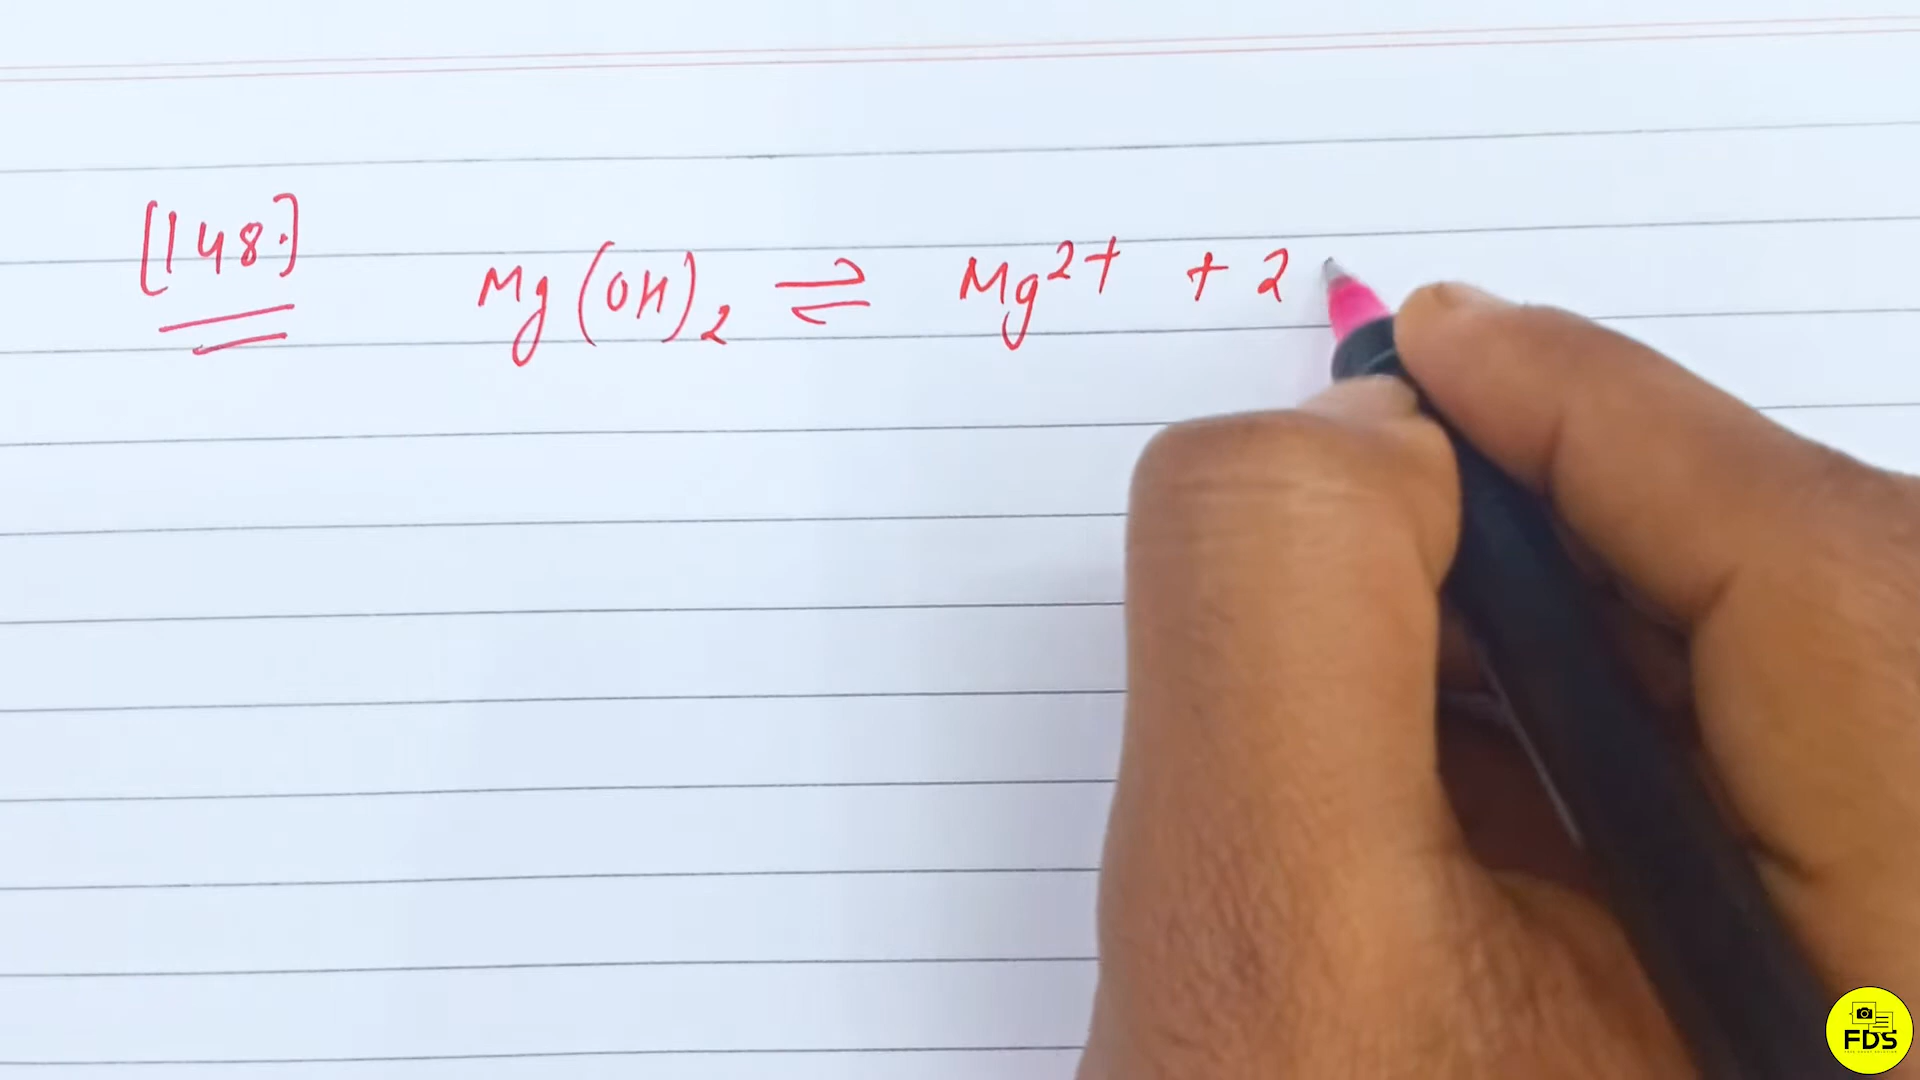 [148.] Mg(OH)₂ ⇌ Mg²⁺ + 2
FDS